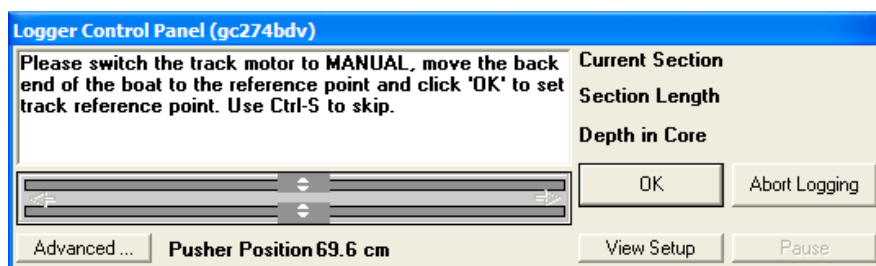 Logger Control Panel (gc274bdv)
Please switch the track motor to MANUAL, move the back
end of the boat to the reference point and click 'OK' to set
track reference point. Use Ctrl-S to skip.
Current Section
Section Length
Depth in Core
OK
Abort Logging
Advanced ...
Pusher Position 69.6 cm
View Setup
Pause